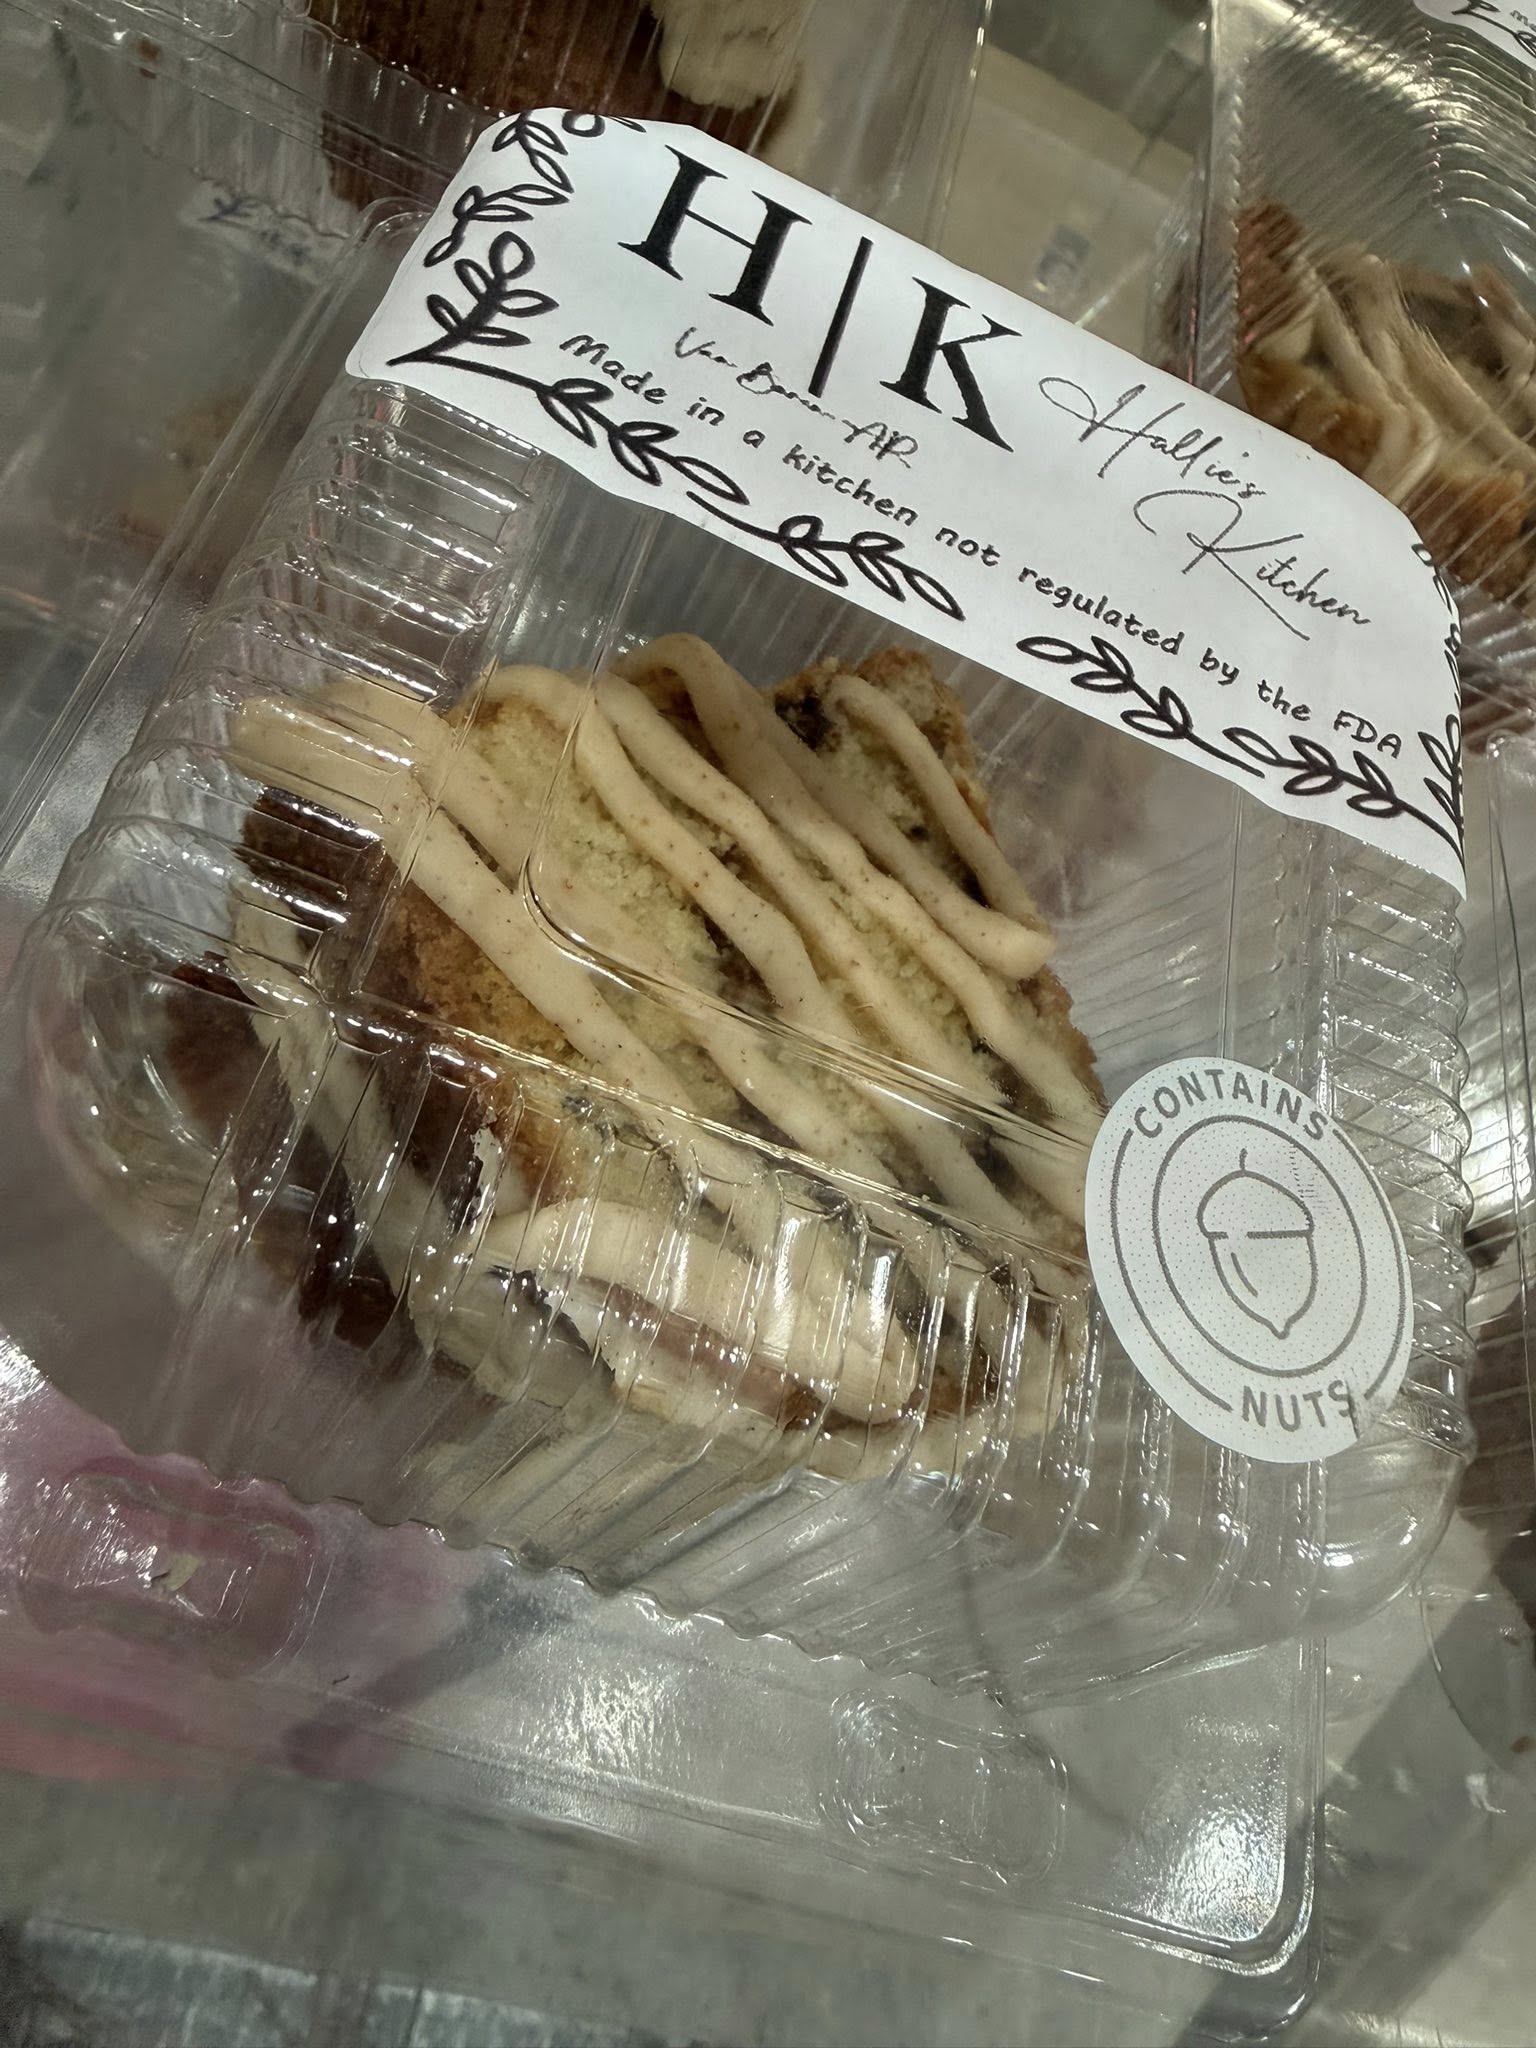 H|K
Hallie's
Kitchen
Van Buren AR
Made in a kitchen not regulated by the FDA
CONTAINS
NUTS